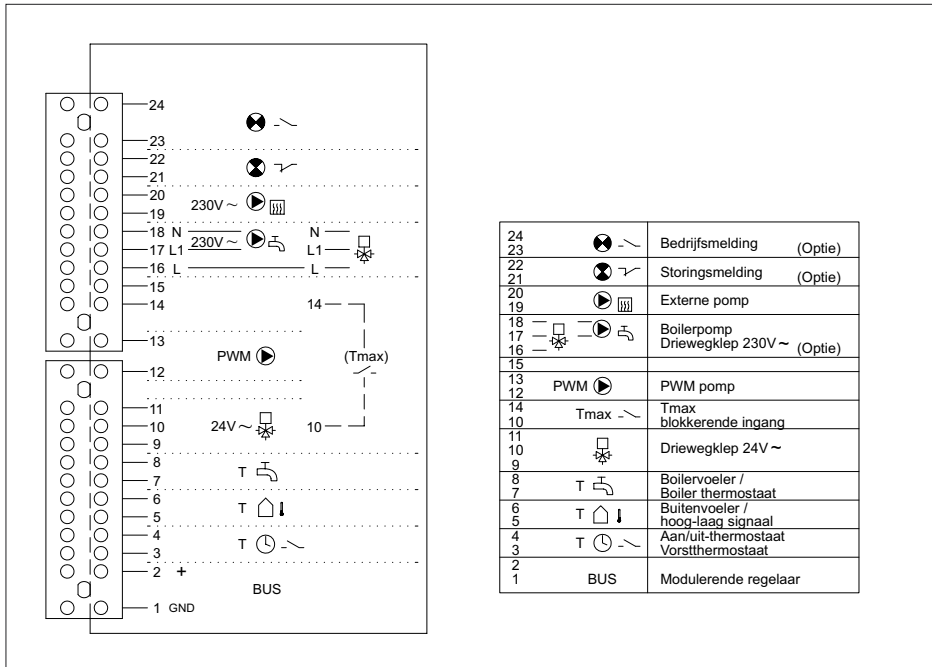 24
23
22
21
20
230V ~
19
18 N N
17 L1 230V ~ L1
16 L L
15
14 14
13
PWM (Tmax)
12
11
10 24V ~ 10
9
8
T
7
6
T
5
4
T
3
2 +
BUS
1 GND
24
23 Bedrijfsmelding (Optie)
22
21 Storingsmelding (Optie)
20
19 Externe pomp
18 Boilerpomp
17 Driewegklep 230V ~ (Optie)
16
15
13
12 PWM PWM pomp
14 Tmax Tmax
10 blokkerende ingang
11
10 Driewegklep 24V ~
9
8 T Boilervoeler /
7 Boiler thermostaat
6 T Buitenvoeler /
5 hoog-laag signaal
4 T Aan/uit-thermostaat
3 Vorstthermostaat
2
1 BUS Modulerende regelaar